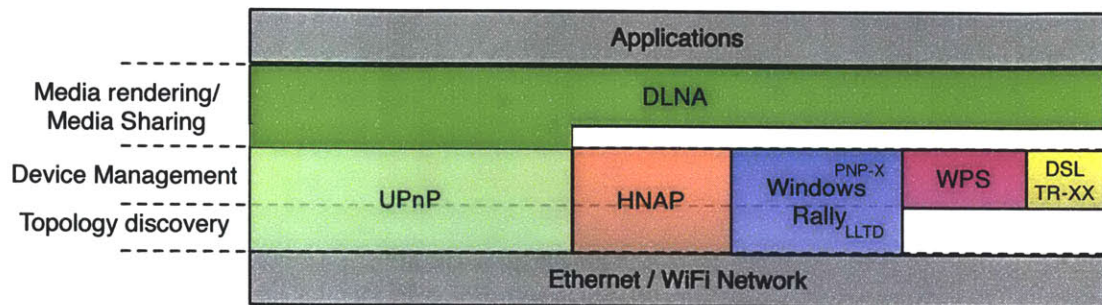 Applications
Media rendering/
Media Sharing
DLNA
Device Management
Topology discovery
UPnP
HNAP
PNP-X
Windows
Rally
LLTD
WPS
DSL
TR-XX
Ethernet / WiFi Network